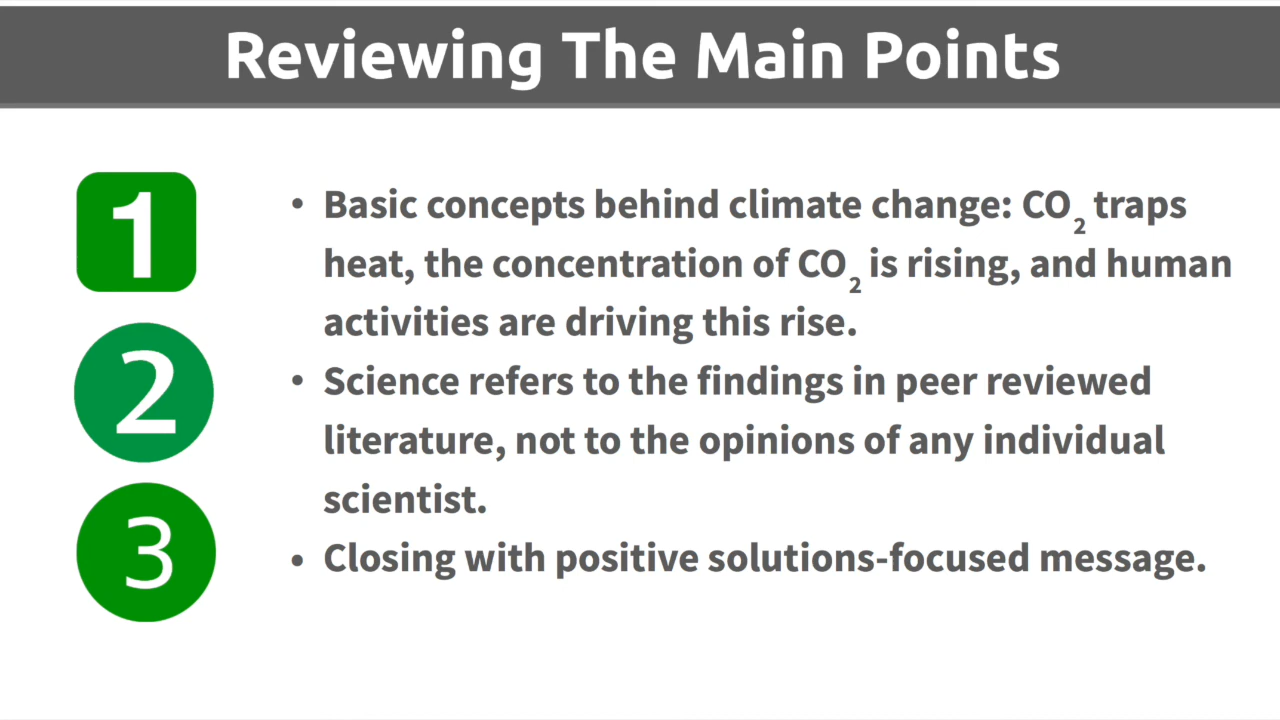 Reviewing The Main Points
1
• Basic concepts behind climate change: CO₂ traps
heat, the concentration of CO₂ is rising, and human
activities are driving this rise.
2
• Science refers to the findings in peer reviewed
literature, not to the opinions of any individual
scientist.
3
• Closing with positive solutions-focused message.